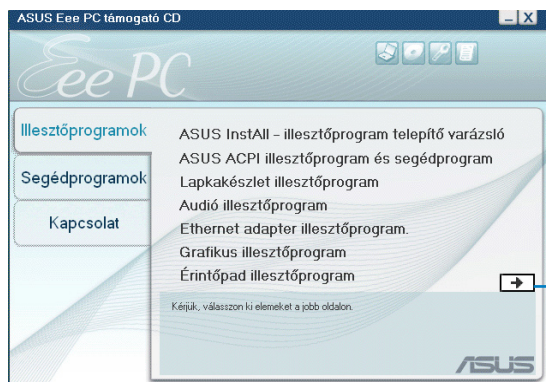 ASUS Eee PC támogató CD
Eee PC
Illesztőprogramok
Segédprogramok
Kapcsolat
ASUS InstAll - illesztőprogram telepítő varázsló
ASUS ACPI illesztőprogram és segédprogram
Lapkakészlet illesztőprogram
Audió illesztőprogram
Ethernet adapter illesztőprogram.
Grafikus illesztőprogram
Érintőpad illesztőprogram
Kérjük, válasszon ki elemeket a jobb oldalon.
ASUS